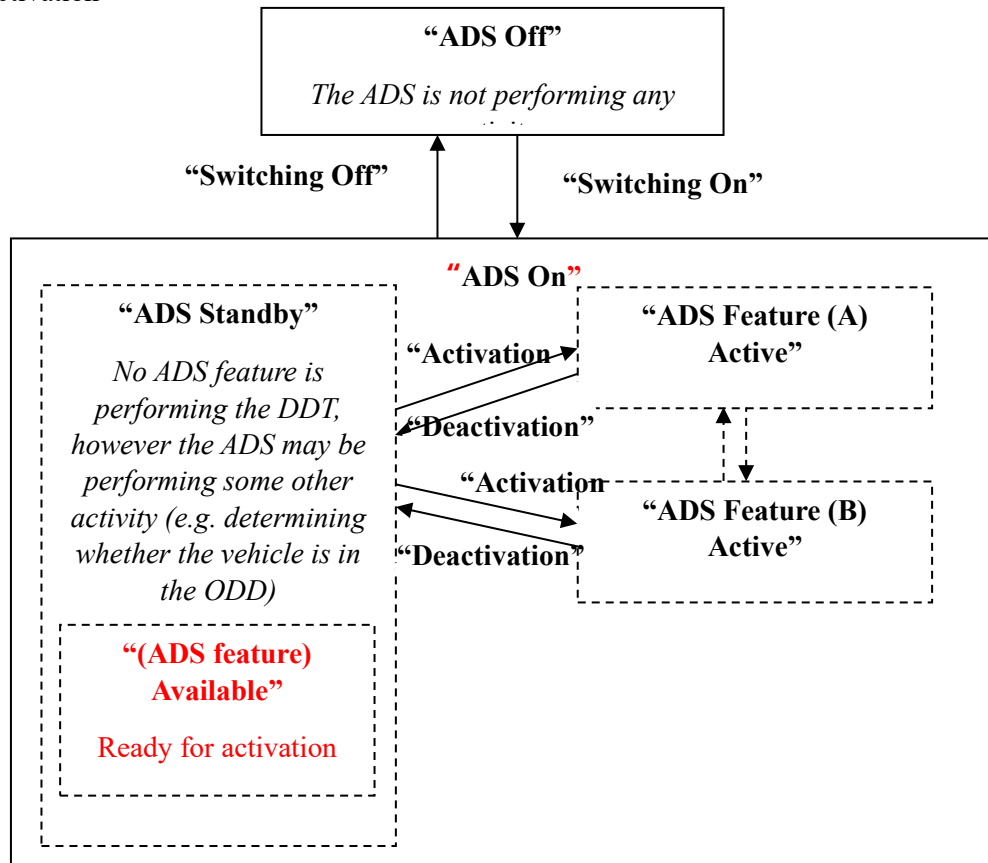 “ADS Off”
The ADS is not performing any
“Switching Off”
“Switching On”
“ADS On”
“ADS Standby”
No ADS feature is
performing the DDT,
however the ADS may be
performing some other
activity (e.g. determining
whether the vehicle is in
the ODD)
“(ADS feature)
Available”
Ready for activation
“Activation
“Deactivation”
“Activation
“Deactivation”
“ADS Feature (A)
Active”
“ADS Feature (B)
Active”